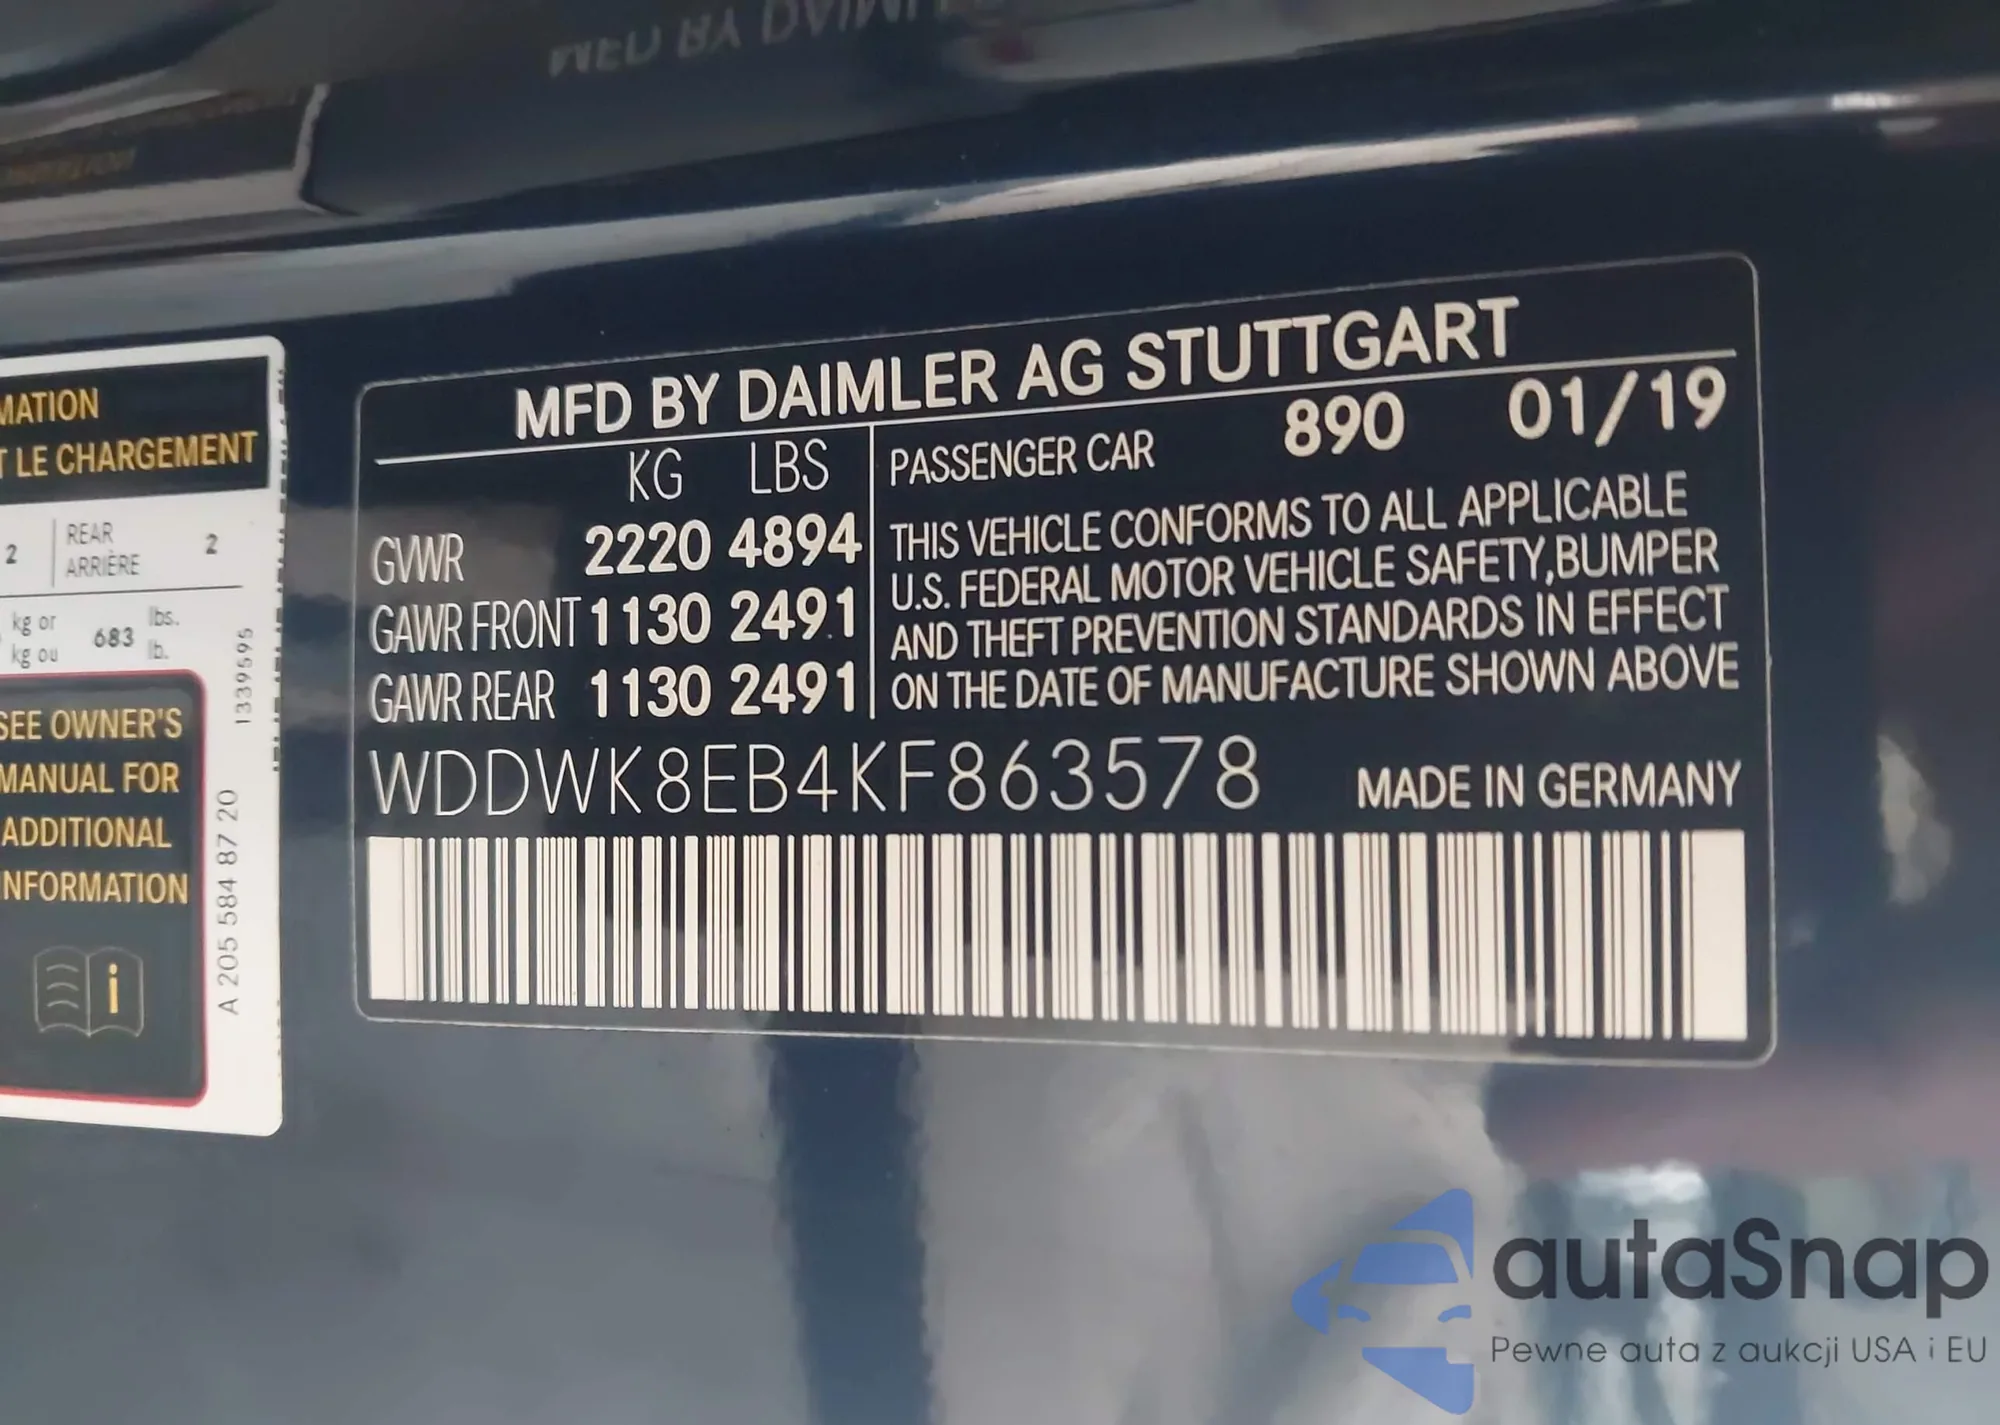 MFD BY DAIMLER AG STUTTGART
KG LBS
GVWR 2220 4894
GAWR FRONT 1130 2491
GAWR REAR 1130 2491
PASSENGER CAR 890 01/19
THIS VEHICLE CONFORMS TO ALL APPLICABLE
U.S. FEDERAL MOTOR VEHICLE SAFETY,BUMPER
AND THEFT PREVENTION STANDARDS IN EFFECT
ON THE DATE OF MANUFACTURE SHOWN ABOVE
WDDWK8EB4KF863578 MADE IN GERMANY
MATION
T LE CHARGEMENT
2 REAR 2
ARRIÈRE
kg or 683 lbs.
kg ou lb.
SEE OWNER'S
MANUAL FOR
ADDITIONAL
INFORMATION
i
A 205 584 87 20
1339595
autaSnap
Pewne auta z aukcji USA i EU